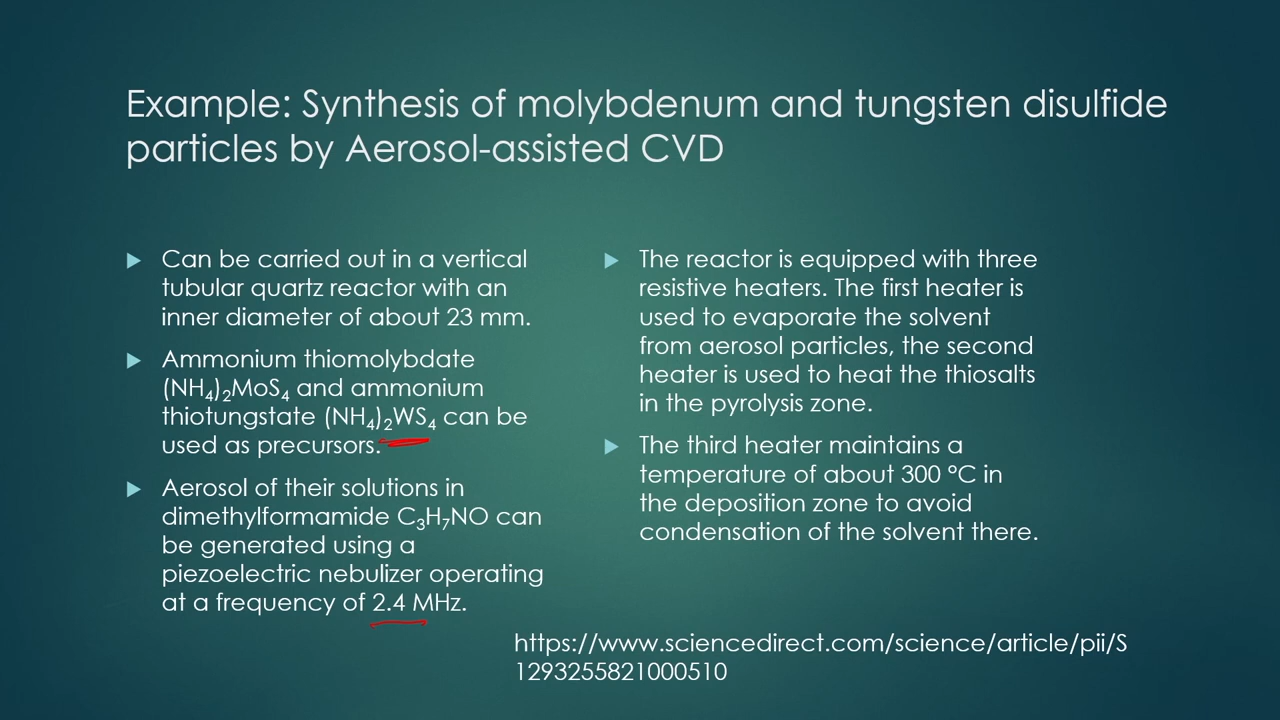 Example: Synthesis of molybdenum and tungsten disulfide
particles by Aerosol-assisted CVD
Can be carried out in a vertical
tubular quartz reactor with an
inner diameter of about 23 mm.
Ammonium thiomolybdate
(NH₄)₂MoS₄ and ammonium
thiotungstate (NH₄)₂WS₄ can be
used as precursors.
Aerosol of their solutions in
dimethylformamide C₃H₇NO can
be generated using a
piezoelectric nebulizer operating
at a frequency of 2.4 MHz.
The reactor is equipped with three
resistive heaters. The first heater is
used to evaporate the solvent
from aerosol particles, the second
heater is used to heat the thiosalts
in the pyrolysis zone.
The third heater maintains a
temperature of about 300 °C in
the deposition zone to avoid
condensation of the solvent there.
https://www.sciencedirect.com/science/article/pii/S
1293255821000510